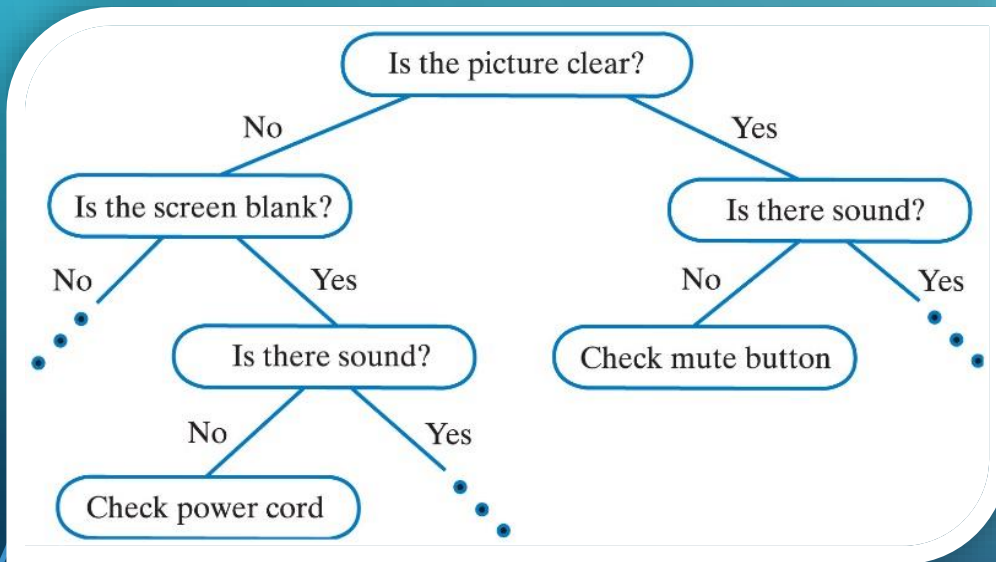 Is the picture clear?
No
Yes
Is the screen blank?
Is there sound?
No
Yes
No
Yes
Is there sound?
Check mute button
No
Yes
Check power cord